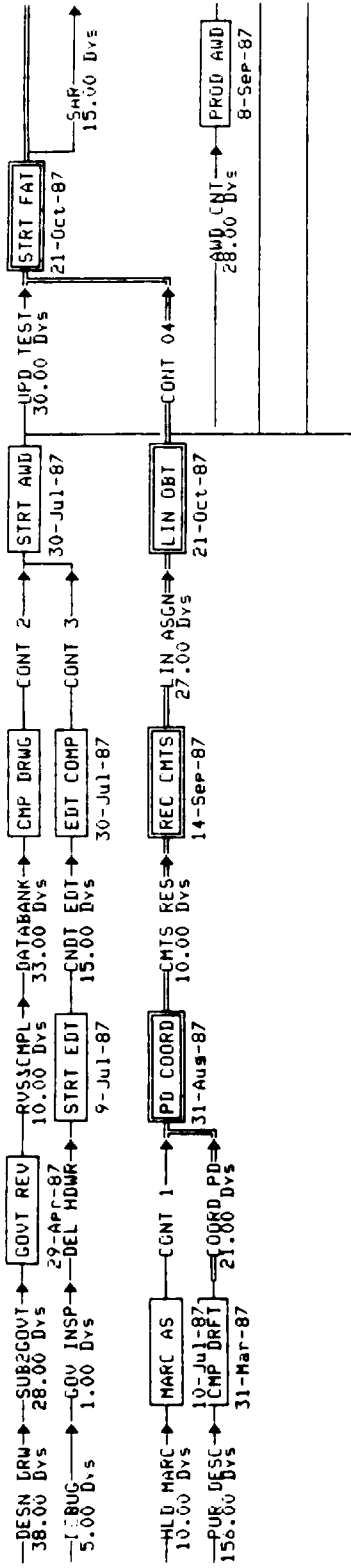 DESN DRW
38.00 Dys
SUB2GOVT
28.00 Dys
GOVT REV
29-Apr-87
RVS&CMPL
10.00 Dys
DATABANK
33.00 Dys
CMP DRWG
CONT 2
STRT AWD
30-Jul-87
UPD TEST
30.00 Dys
STRT FAT
21-Oct-87
SAR
15.00 Dys
DEBUG
5.00 Dys
GOV INSP
1.00 Dys
DEL HDWR
STRT EDT
9-Jul-87
CNDT EDT
15.00 Dys
EDT COMP
30-Jul-87
CONT 3
HLD MARC
10.00 Dys
MARC AS
10-Jul-87
CONT 1
PD COORD
31-Aug-87
CMTS RES
10.00 Dys
REC CMTS
14-Sep-87
LIN ASGN
27.00 Dys
LIN OBT
21-Oct-87
CONT 04
PUR DESC
156.00 Dys
CMP DRFT
31-Mar-87
COORD PD
21.00 Dys
AWD CNT
28.00 Dys
PROD AWD
8-Sep-87